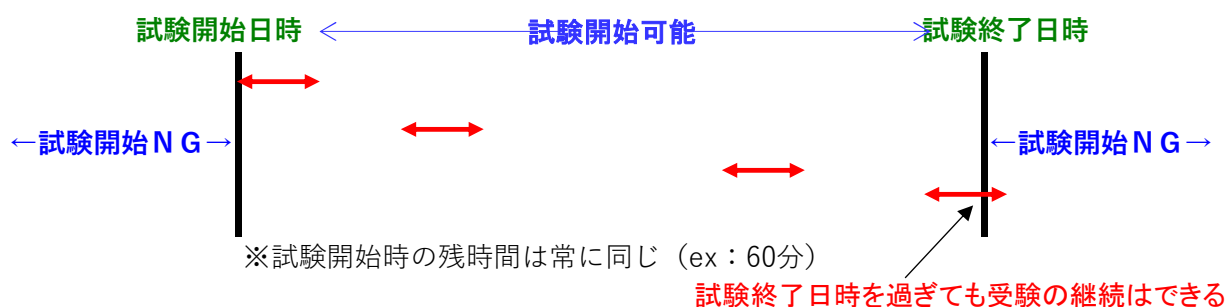 試験開始日時
試験開始可能
試験終了日時
←試験開始ＮＧ→
←試験開始ＮＧ→
※試験開始時の残時間は常に同じ（ex：60分）
試験終了日時を過ぎても受験の継続はできる